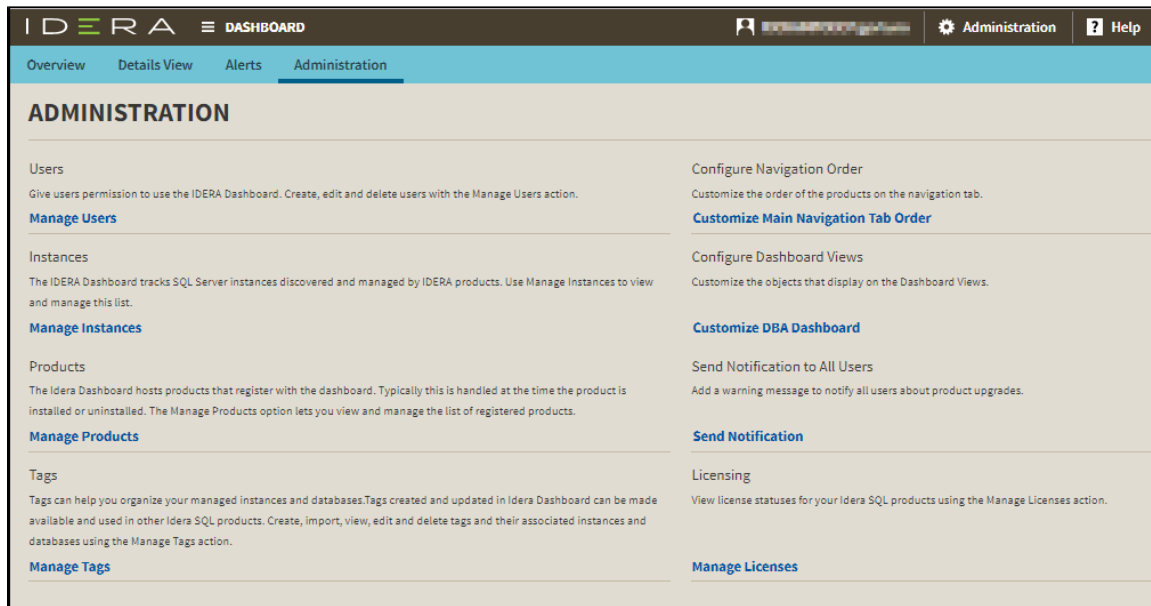 IDERA DASHBOARD
Administration
? Help
Overview Details View Alerts Administration
ADMINISTRATION
Users
Give users permission to use the IDERA Dashboard. Create, edit and delete users with the Manage Users action.
Manage Users
Instances
The IDERA Dashboard tracks SQL Server instances discovered and managed by IDERA products. Use Manage Instances to view
and manage this list.
Manage Instances
Products
The Idera Dashboard hosts products that register with the dashboard. Typically this is handled at the time the product is
installed or uninstalled. The Manage Products option lets you view and manage the list of registered products.
Manage Products
Tags
Tags can help you organize your managed instances and databases.Tags created and updated in Idera Dashboard can be made
available and used in other Idera SQL products. Create, import, view, edit and delete tags and their associated instances and
databases using the Manage Tags action.
Manage Tags
Configure Navigation Order
Customize the order of the products on the navigation tab.
Customize Main Navigation Tab Order
Configure Dashboard Views
Customize the objects that display on the Dashboard Views.
Customize DBA Dashboard
Send Notification to All Users
Add a warning message to notify all users about product upgrades.
Send Notification
Licensing
View license statuses for your Idera SQL products using the Manage Licenses action.
Manage Licenses